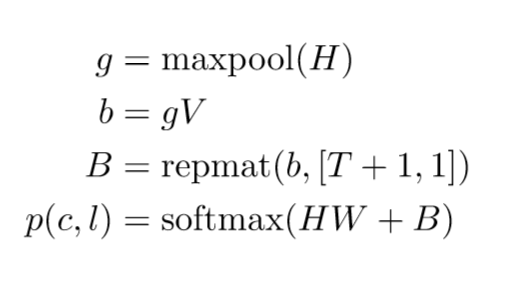 g = maxpool(H)
b = gV
B = repmat(b, [T + 1, 1])
p(c, l) = softmax(HW + B)